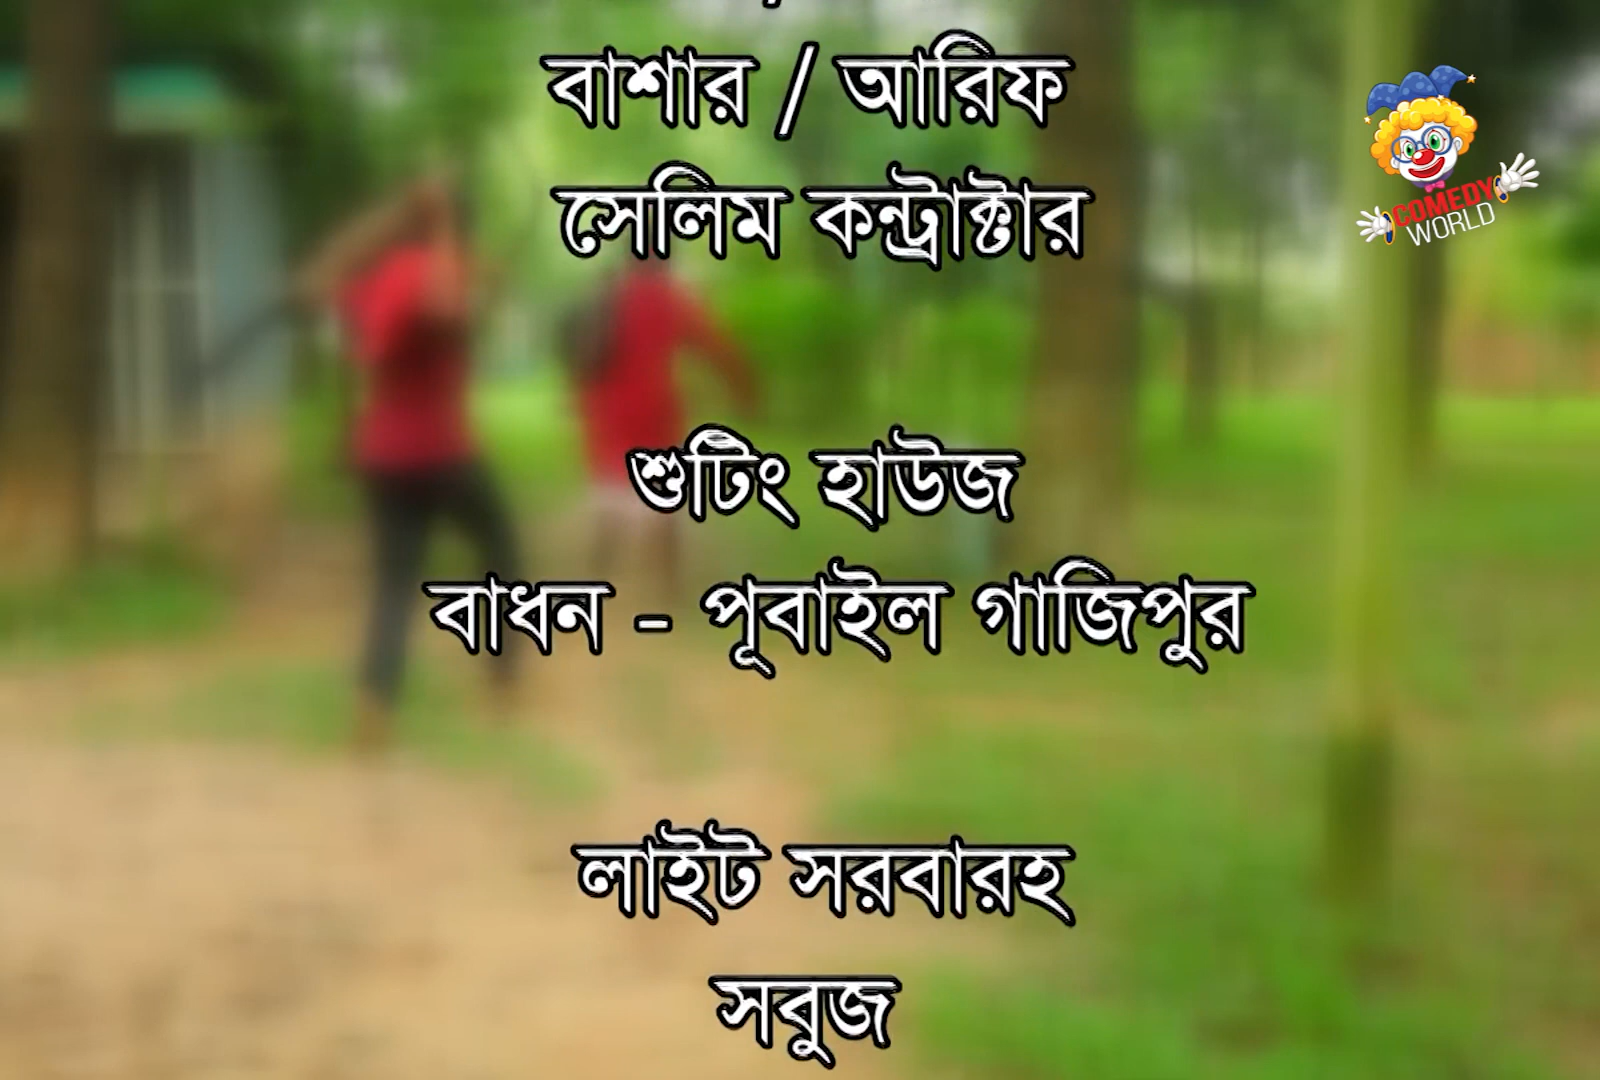 বাশার / আরিফ
সেলিম কন্ট্রাক্টার
COMEDY
WORLD
শুটিং হাউজ
বাধন - পূবাইল গাজিপুর
লাইট সরবারহ
সবুজ